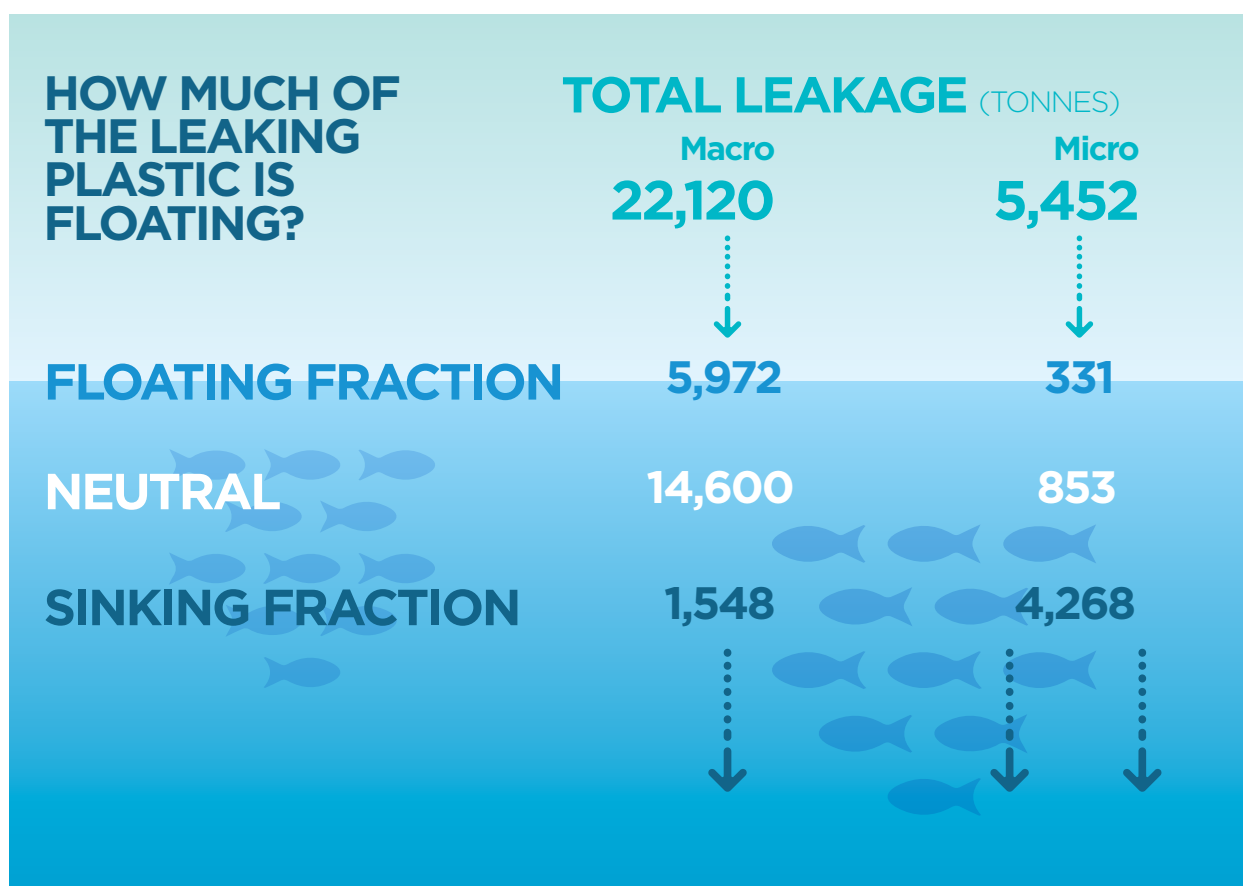 HOW MUCH OF
THE LEAKING
PLASTIC IS
FLOATING?
TOTAL LEAKAGE (TONNES)
Macro Micro
22,120 5,452
FLOATING FRACTION 5,972 331
NEUTRAL 14,600 853
SINKING FRACTION 1,548 4,268